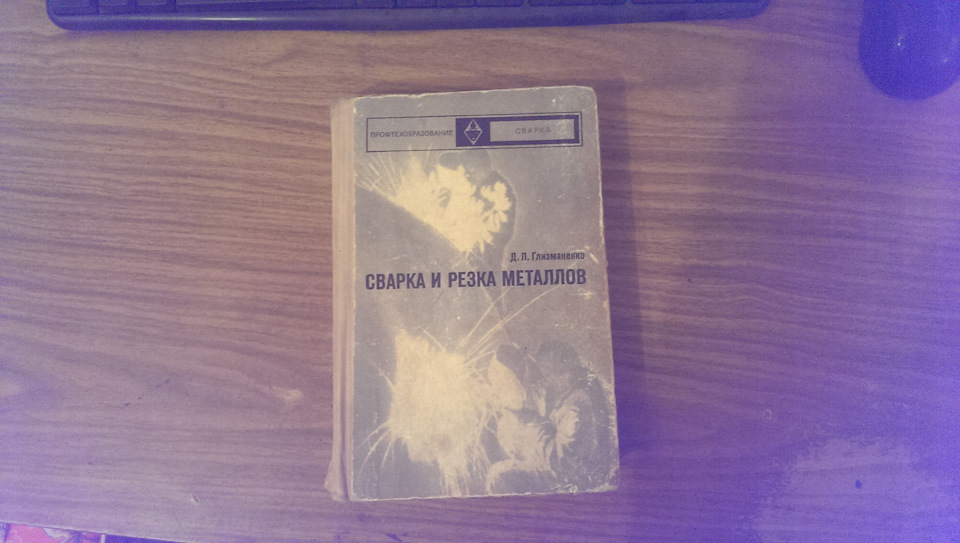 ПРОФТЕХОБРАЗОВАНИЕ СВАРКА
Д. Л. Глизманенко
СВАРКА И РЕЗКА МЕТАЛЛОВ